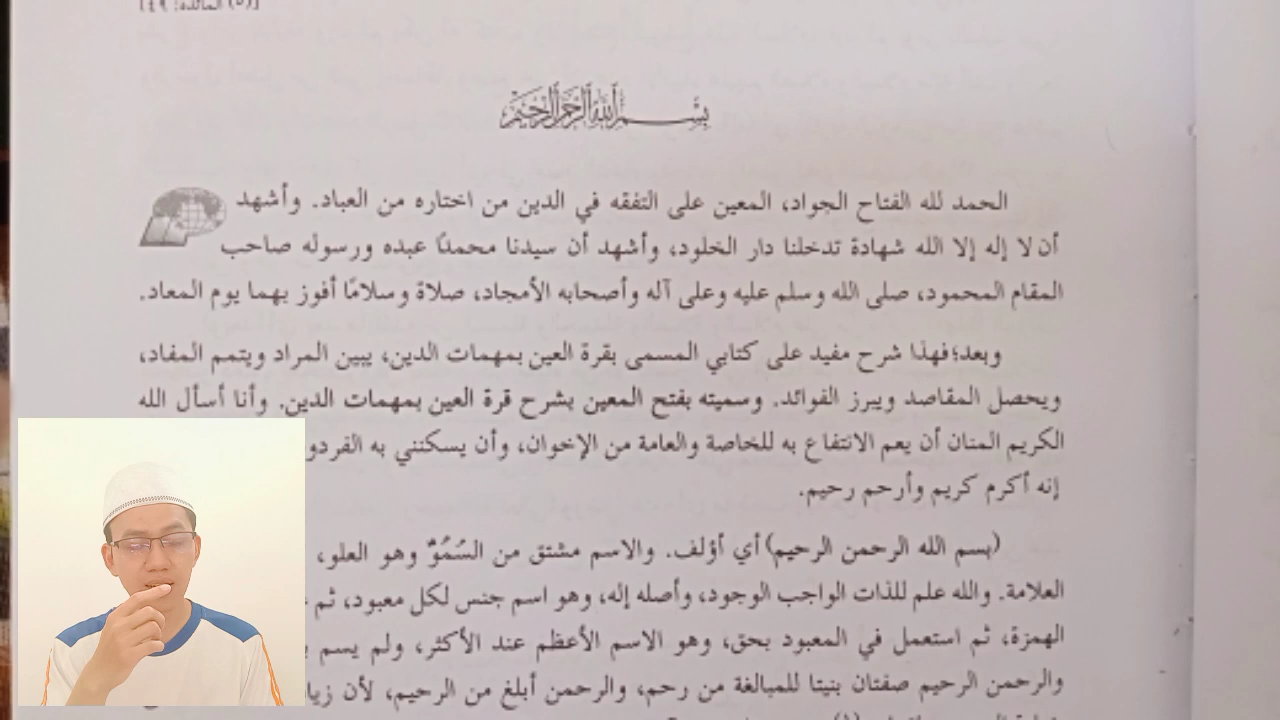 بسم الله الرحمن الرحيم
الحمد لله الفتاح الجواد، المعين على التفقه في الدين من اختاره من العباد. وأشهد
أن لا إله إلا الله شهادة تدخلنا دار الخلود، وأشهد أن سيدنا محمدًا عبده ورسوله صاحب
المقام المحمود، صلى الله وسلم عليه وعلى آله وأصحابه الأمجاد، صلاة وسلامًا أفوز بهما يوم المعاد.
وبعد؛ فهذا شرح مفيد على كتابي المسمى بقرة العين بمهمات الدين، يبين المراد ويتمم المفاد،
ويحصل المقاصد ويبرز الفوائد. وسميته بفتح المعين بشرح قرة العين بمهمات الدين. وأنا أسأل الله
الكريم المنان أن يعم الانتفاع به للخاصة والعامة من الإخوان، وأن يسكنني به
إنه أكرم كريم وأرحم رحيم.
(بسم الله الرحمن الرحيم) أي أؤلف. والاسم مشتق من السُمُوّ وهو العلو،
العلامة. والله علم للذات الواجب الوجود، وأصله إله، وهو اسم جنس لكل معبود، ثم
الهمزة، ثم استعمل في المعبود بحق، وهو الاسم الأعظم عند الأكثر، ولم يسم
والرحمن الرحيم صفتان بنيتا للمبالغة من رحم، والرحمن أبلغ من الرحيم، لأن